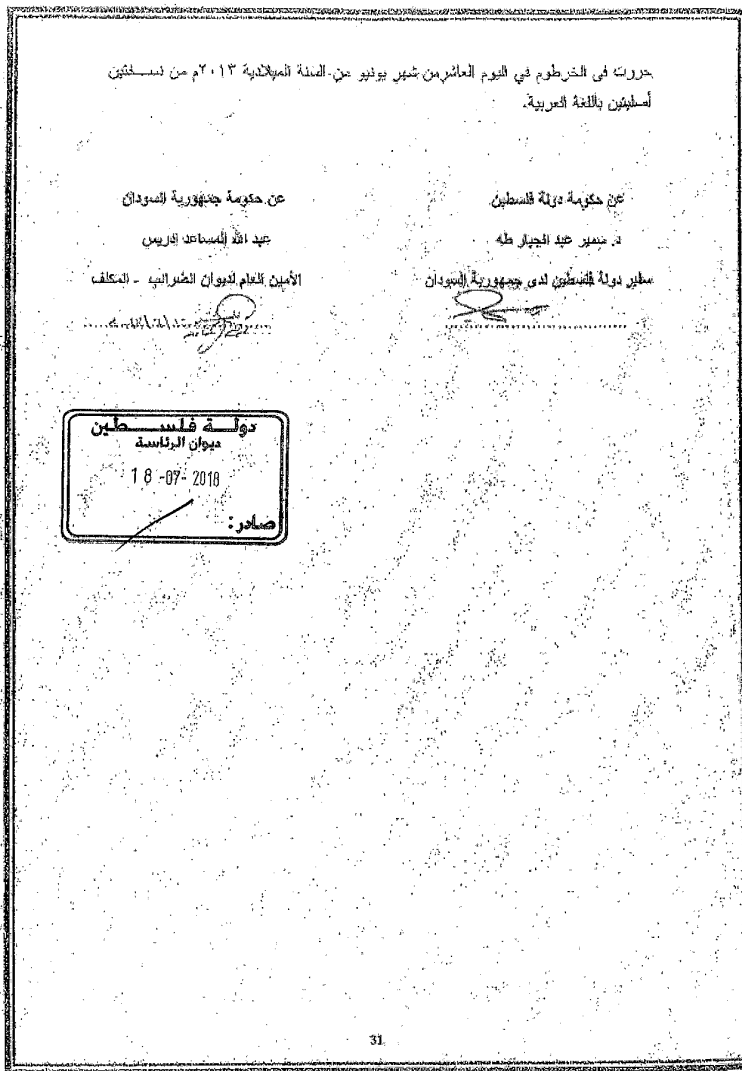 حررت فى الخرطوم في اليوم العاشر من شهر يونيو من السنة الميلادية ٢٠١٣م من نسختين
أصليتين باللغة العربية.
عن حكومة دولة فلسطين
د. سمير عبد الجبار طه
سفير دولة فلسطين لدى جمهورية السودان
عن حكومة جمهورية السودان
عبد الله المساعد إدريس
الأمين العام لديوان الضرائب - المكلف
دولة فلسطين
ديوان الرئاسة
18-07-2018
صادر:
31